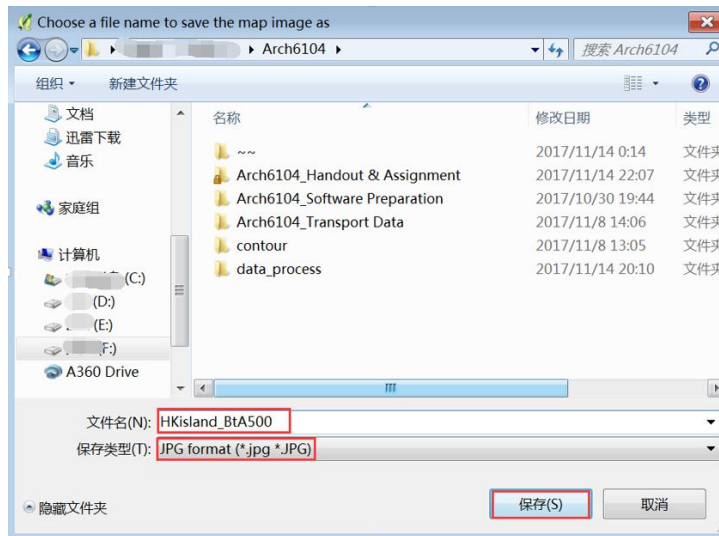 Choose a file name to save the map image as
Arch6104
搜索 Arch6104
组织
新建文件夹
文档
迅雷下载
音乐
家庭组
计算机
(C:)
(D:)
(E:)
F:)
A360 Drive
名称 修改日期 类型
~~ 2017/11/14 0:14 文件夹
Arch6104_Handout & Assignment 2017/11/14 22:07 文件夹
Arch6104_Software Preparation 2017/10/30 19:44 文件夹
Arch6104_Transport Data 2017/11/8 14:06 文件夹
contour 2017/11/8 13:05 文件夹
data_process 2017/11/14 20:10 文件夹
文件名(N): HKisland_BtA500
保存类型(T): JPG format (*.jpg *.JPG)
隐藏文件夹
保存(S)
取消